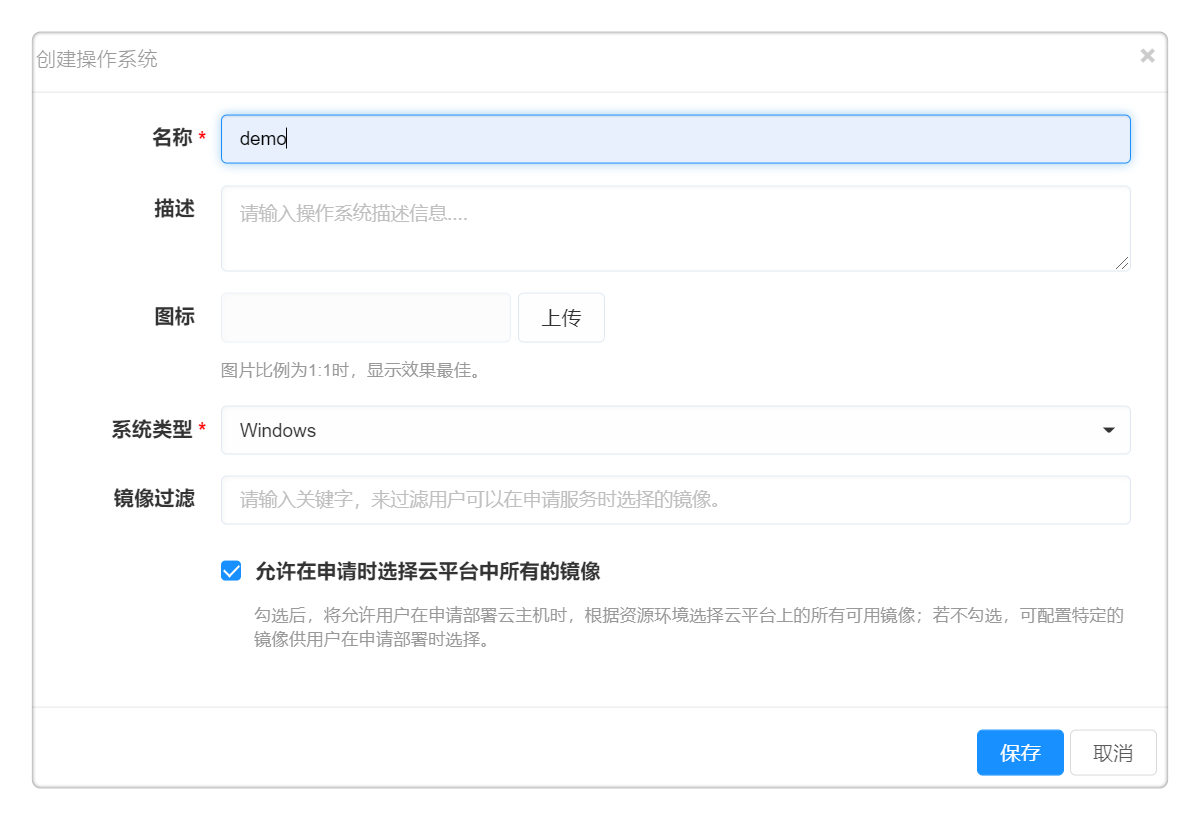 创建操作系统 ×
名称 * demo
描述 请输入操作系统描述信息....
图标 上传
图片比例为1:1时，显示效果最佳。
系统类型 * Windows
镜像过滤 请输入关键字，来过滤用户可以在申请服务时选择的镜像。
允许在申请时选择云平台中所有的镜像
勾选后，将允许用户在申请部署云主机时，根据资源环境选择云平台上的所有可用镜像；若不勾选，可配置特定的
镜像供用户在申请部署时选择。
保存 取消